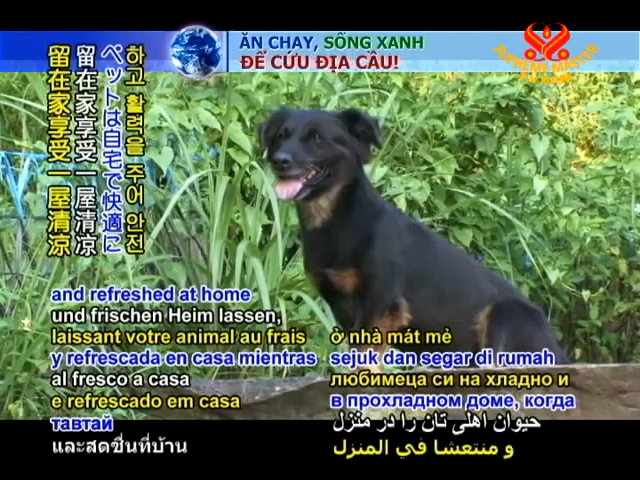 ĂN CHAY, SỐNG XANH
ĐỂ CỨU ĐỊA CẦU!
SUPREME MASTER
하고 활력을 주어 안전
ペットは自宅で快適に
留在家享受一屋清涼
留在家享受一屋清凉
and refreshed at home
und frischen Heim lassen,
laissant votre animal au frais
y refrescada en casa mientras
al fresco a casa
e refrescado em casa
тавтай
และสดชื่นที่บ้าน
ở nhà mát mẻ
sejuk dan segar di rumah
любимеца си на хладно и
в прохладном доме, когда
حیوان اهلی تان را در منزل
و منتعشا في المنزل